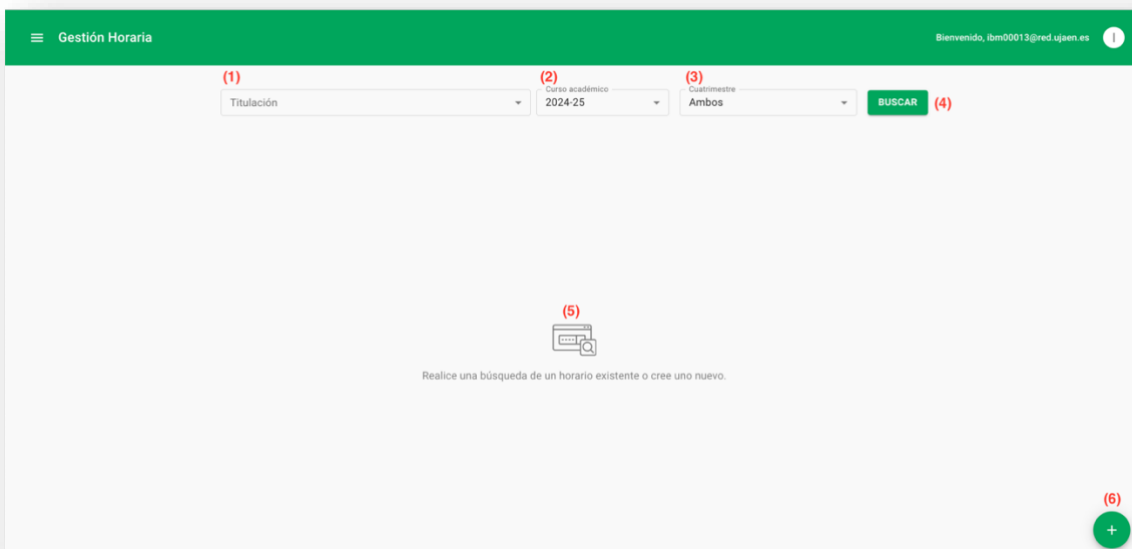 Gestión Horaria
Bienvenido, ibm00013@red.ujaen.es
I
(1)
(2)
(3)
Titulación
Curso académico
2024-25
Cuatrimestre
Ambos
BUSCAR
(4)
(5)
Realice una búsqueda de un horario existente o cree uno nuevo.
(6)
+